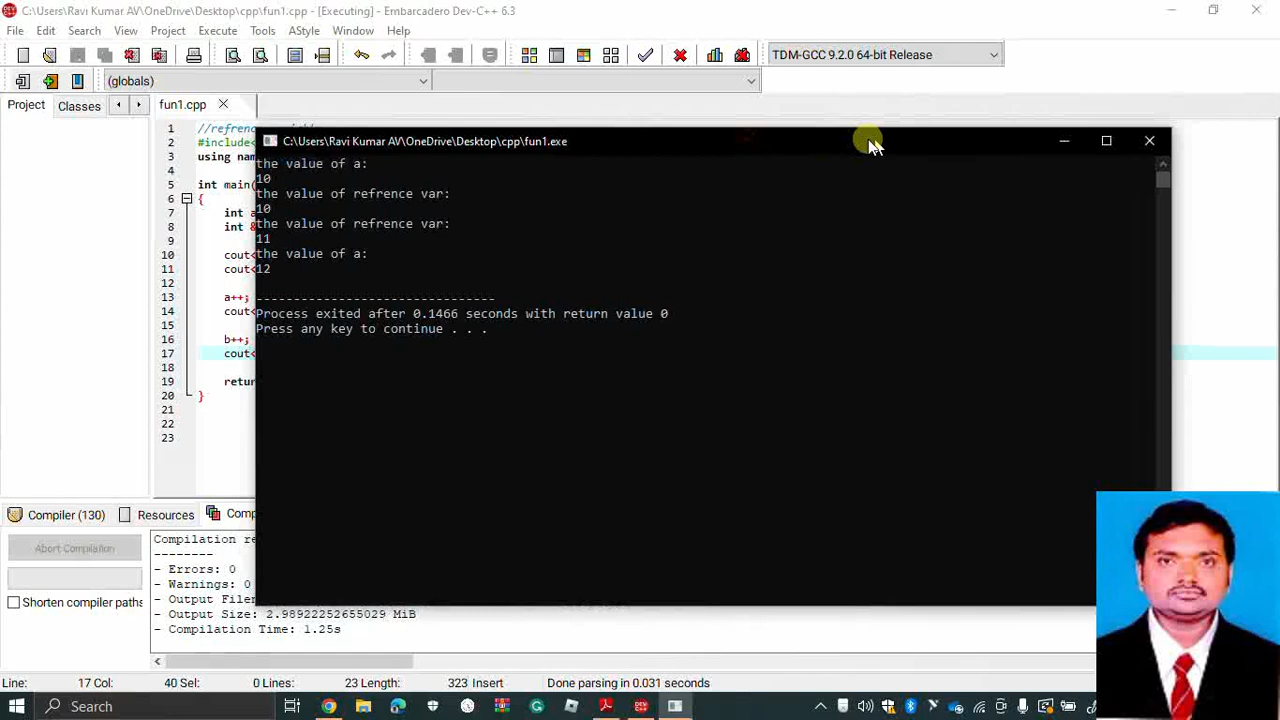 C:\Users\Ravi Kumar AV\OneDrive\Desktop\cpp\fun1.cpp - [Executing] - Embarcadero Dev-C++ 6.3
File Edit Search View Project Execute Tools AStyle Window Help
TDM-GCC 9.2.0 64-bit Release
(globals)
Project Classes fun1.cpp
1 //refrence
2 #include<
3 using
4
5 int main(
6 {
7 int a
8 int &
9
10 cout<
11 cout<
12
13 a++;
14 cout<
15
16 b++;
17 cout<
18
19
20 }
21
22
23
C:\Users\Ravi Kumar AV\OneDrive\Desktop\cpp\fun1.exe
the value of a:
10
the value of refrence var:
10
the value of refrence var:
11
the value of a:
12
--------------------------------
Process exited after 0.1466 seconds with return value 0
Press any key to continue . . .
Compiler (130) Resources
Abort Compilation
Shorten compiler paths
Compilation
--------
- Errors: 0
- Warnings: 0
- Output
- Output Size: 2.98922252655029 MiB
- Compilation Time: 1.25s
Line: 17 Col: 40 Sel: 0 Lines: 23 Length: 323 Insert Done parsing in 0.031 seconds
Search